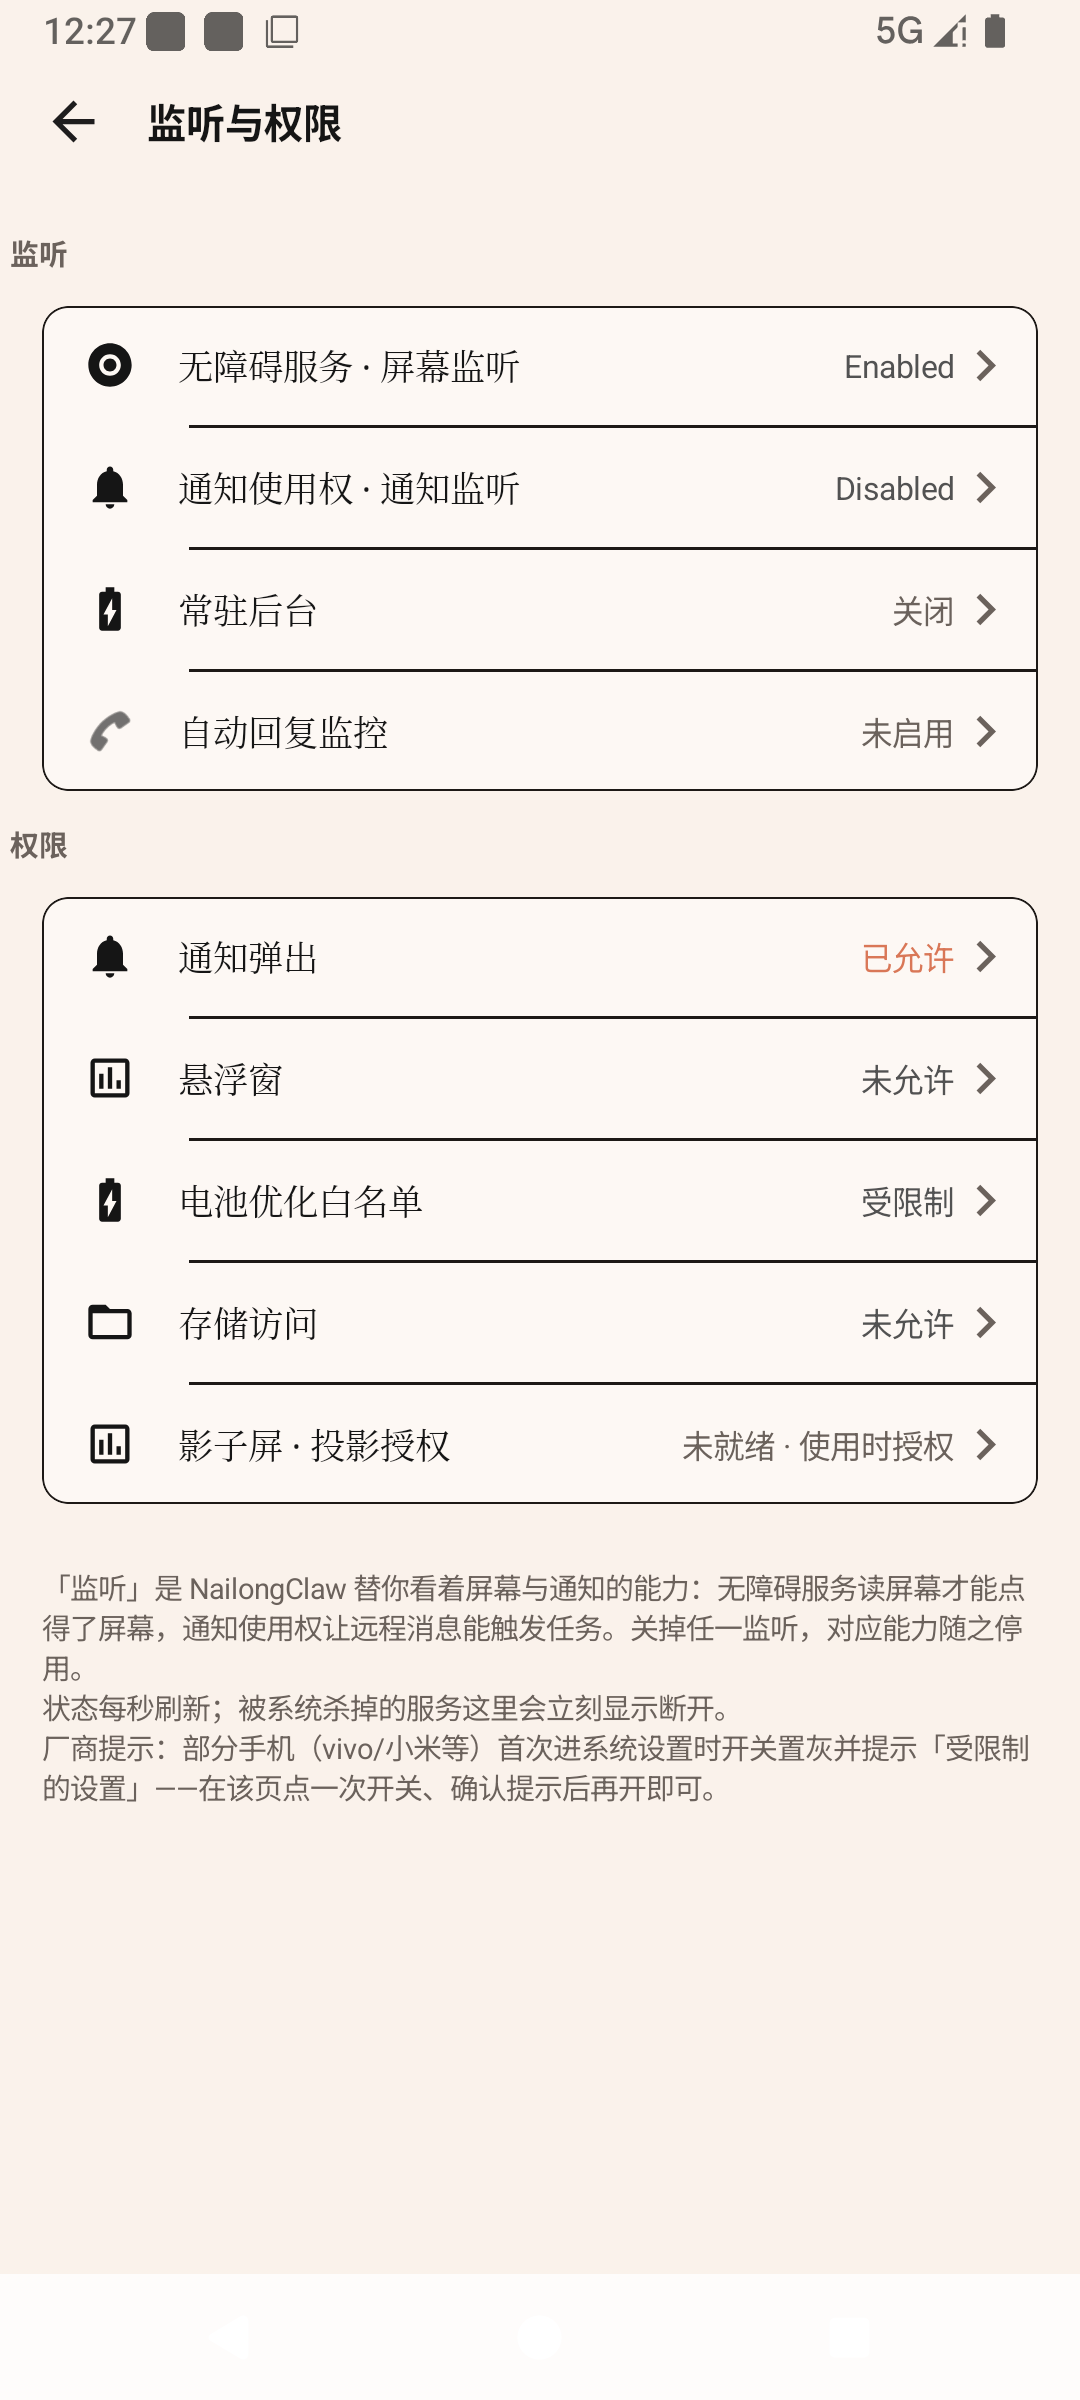 12:27
5G
监听与权限
监听
无障碍服务 · 屏幕监听
Enabled
通知使用权 · 通知监听
Disabled
常驻后台
关闭
自动回复监控
未启用
权限
通知弹出
已允许
悬浮窗
未允许
电池优化白名单
受限制
存储访问
未允许
影子屏 · 投影授权
未就绪 · 使用时授权
「监听」是 NailongClaw 替你看着屏幕与通知的能力：无障碍服务读屏幕才能点
得了屏幕，通知使用权让远程消息能触发任务。关掉任一监听，对应能力随之停
用。
状态每秒刷新；被系统杀掉的服务这里会立刻显示断开。
厂商提示：部分手机（vivo/小米等）首次进系统设置时开关置灰并提示「受限制
的设置」——在该页点一次开关、确认提示后再开即可。